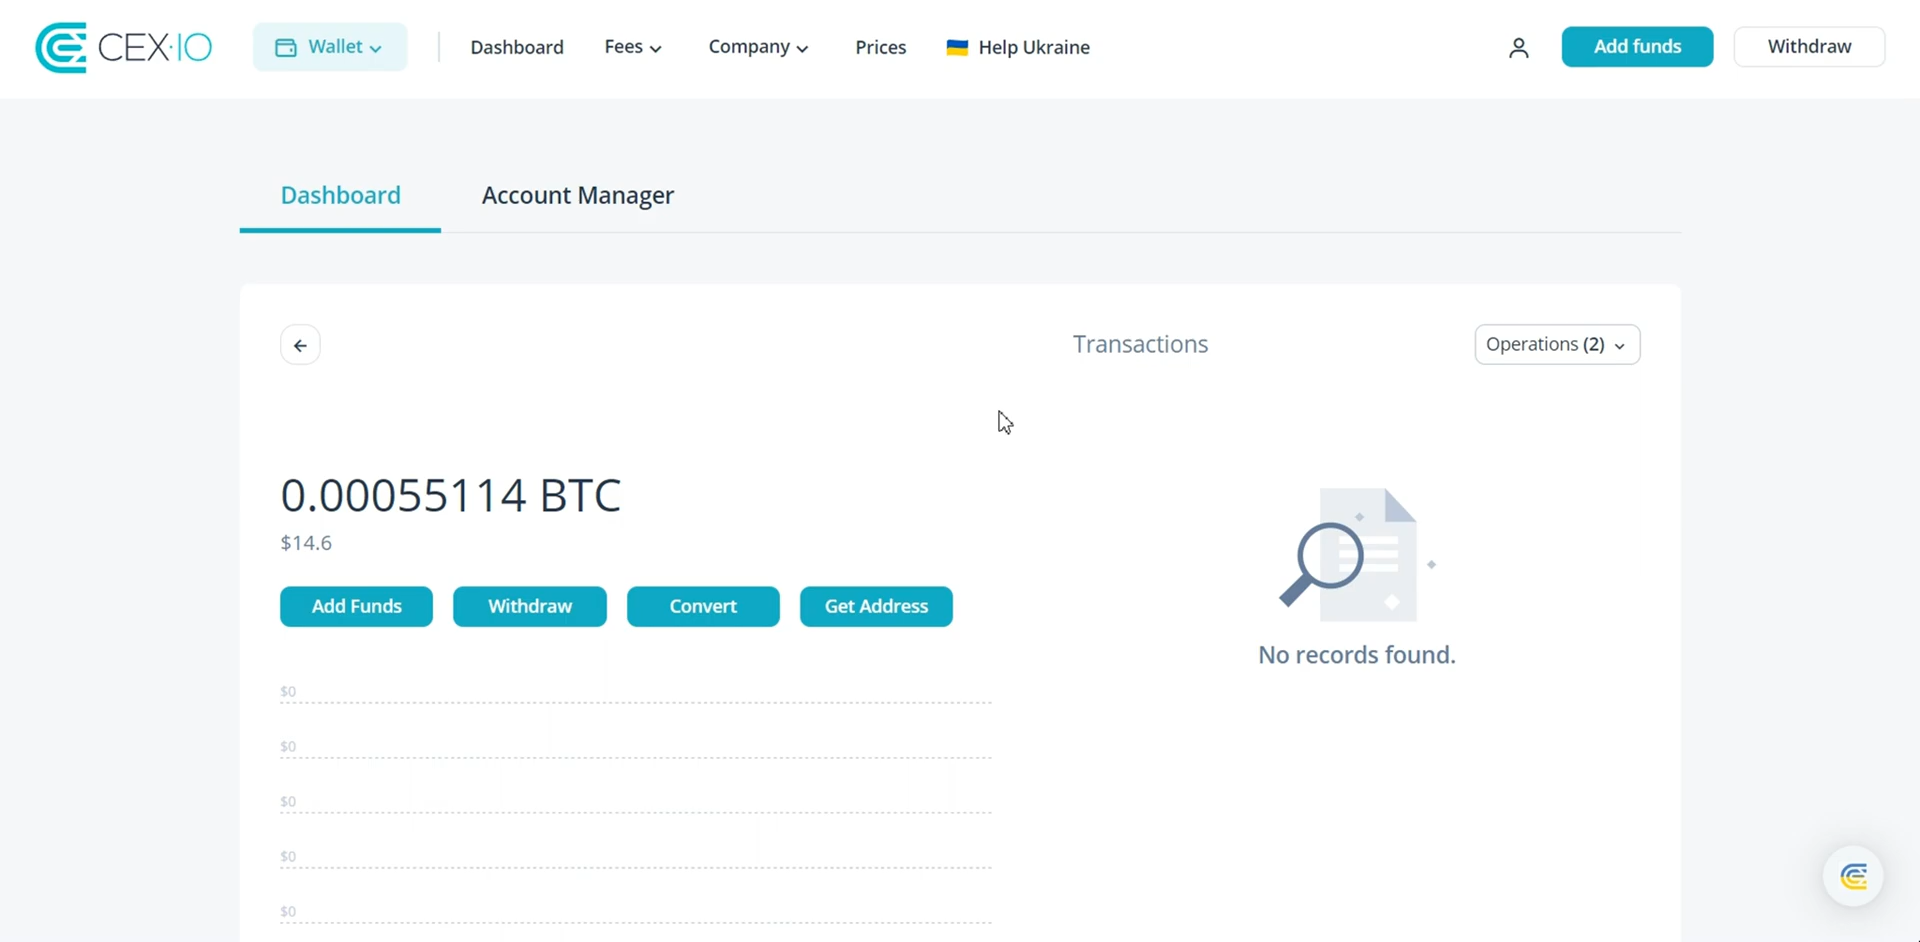 CEX·IO
Wallet
Dashboard
Fees
Company
Prices
Help Ukraine
Add funds
Withdraw
Dashboard
Account Manager
Transactions
Operations (2)
0.00055114 BTC
$14.6
Add Funds
Withdraw
Convert
Get Address
No records found.
$0
$0
$0
$0
$0